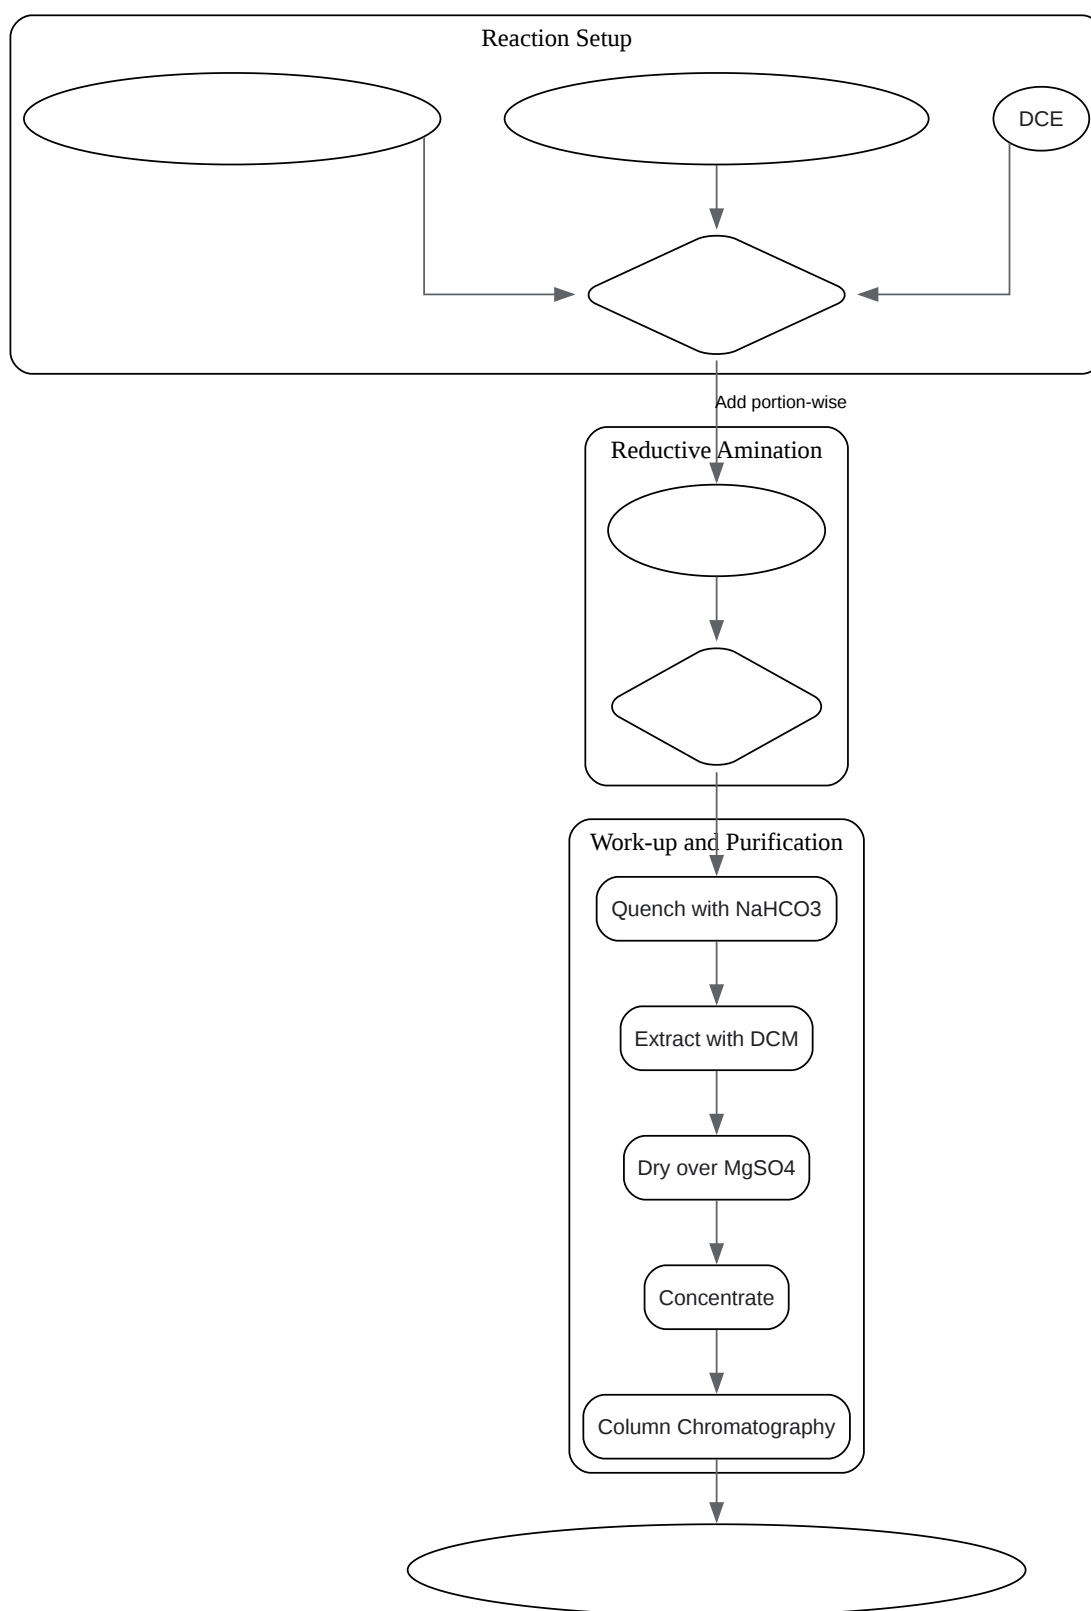 Reaction Setup
DCE
Add portion-wise
Reductive Amination
Work-up and Purification
Quench with NaHCO3
Extract with DCM
Dry over MgSO4
Concentrate
Column Chromatography